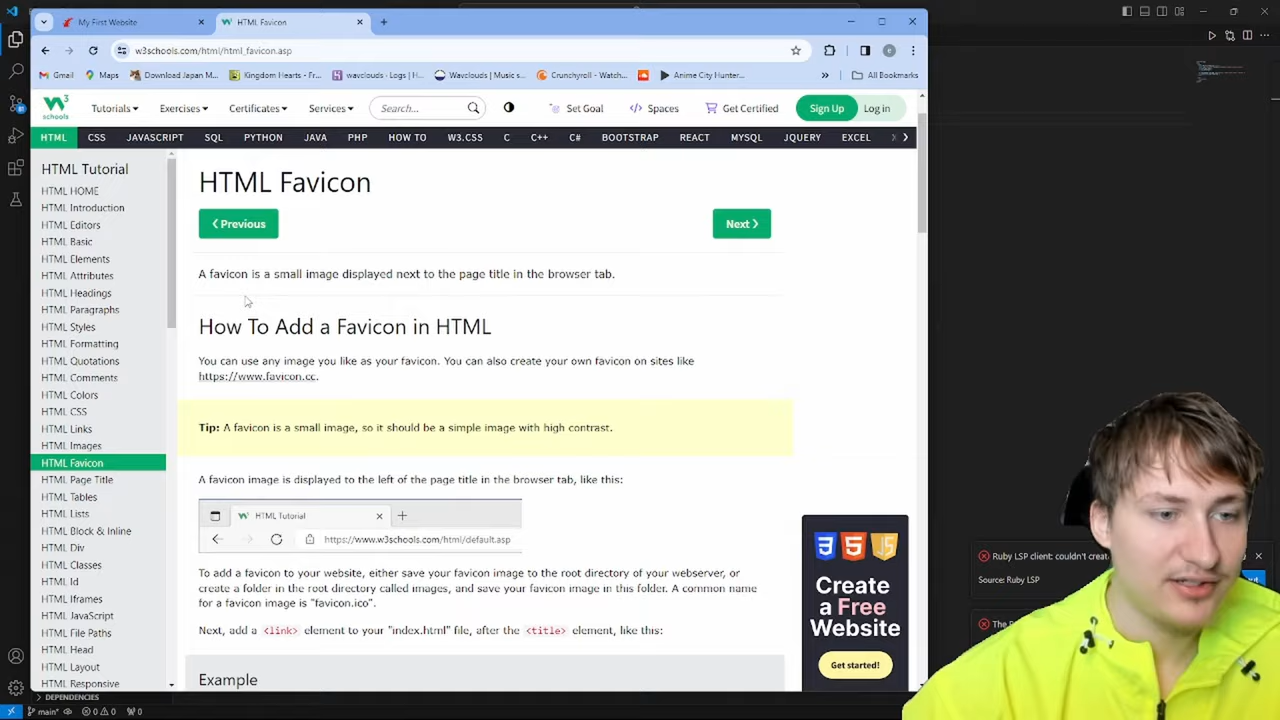 My First Website
HTML Favicon
w3schools.com/html/html_favicon.asp
Gmail
Maps
Download Japan M...
Kingdom Hearts - Fr...
wavclouds · Logs | H...
Wavclouds | Music s...
Crunchyroll - Watch...
Anime City Hunter...
All Bookmarks
schools
Tutorials
Exercises
Certificates
Services
Search...
Set Goal
Spaces
Get Certified
Sign Up
Log in
HTML
CSS
JAVASCRIPT
SQL
PYTHON
JAVA
PHP
HOW TO
W3.CSS
C
C++
C#
BOOTSTRAP
REACT
MYSQL
JQUERY
EXCEL
HTML Tutorial
HTML HOME
HTML Introduction
HTML Editors
HTML Basic
HTML Elements
HTML Attributes
HTML Headings
HTML Paragraphs
HTML Styles
HTML Formatting
HTML Quotations
HTML Comments
HTML Colors
HTML CSS
HTML Links
HTML Images
HTML Favicon
HTML Page Title
HTML Tables
HTML Lists
HTML Block & Inline
HTML Div
HTML Classes
HTML Id
HTML Iframes
HTML JavaScript
HTML File Paths
HTML Head
HTML Layout
HTML Responsive
HTML Favicon
❮ Previous
Next ❯
A favicon is a small image displayed next to the page title in the browser tab.
How To Add a Favicon in HTML
You can use any image you like as your favicon. You can also create your own favicon on sites like
https://www.favicon.cc.
Tip: A favicon is a small image, so it should be a simple image with high contrast.
A favicon image is displayed to the left of the page title in the browser tab, like this:
HTML Tutorial
https://www.w3schools.com/html/default.asp
To add a favicon to your website, either save your favicon image to the root directory of your webserver, or
create a folder in the root directory called images, and save your favicon image in this folder. A common name
for a favicon image is "favicon.ico".
Next, add a <link> element to your "index.html" file, after the <title> element, like this:
Example
Create
a Free
Website
Get started!
Ruby LSP client: couldn't creat
Source: Ruby LSP
DEPENDENCIES
main*
0
0
0